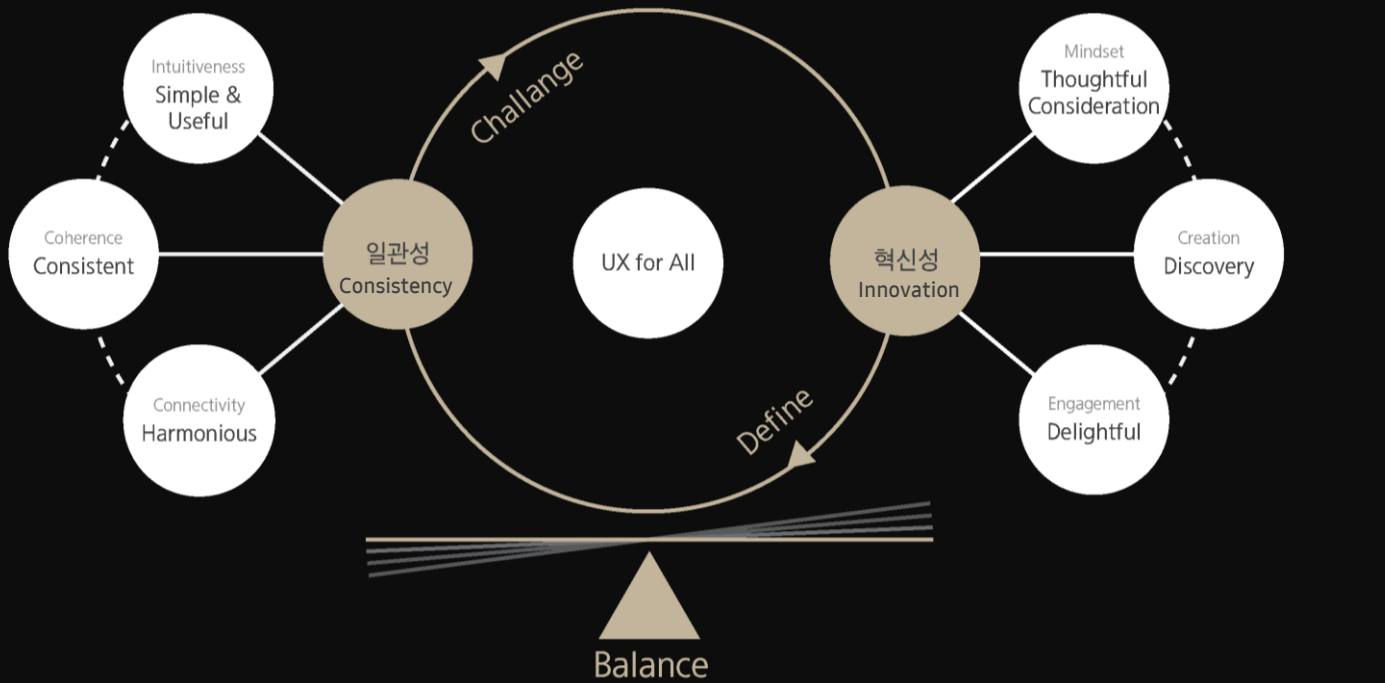 Intuitiveness
Simple &
Useful
Coherence
Consistent
Connectivity
Harmonious
일관성
Consistency
Challange
UX for All
Define
혁신성
Innovation
Mindset
Thoughtful
Consideration
Creation
Discovery
Engagement
Delightful
Balance